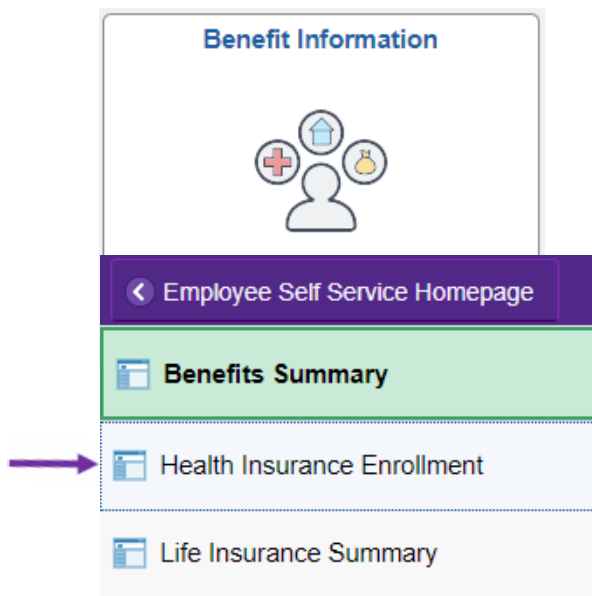 Benefit Information
Employee Self Service Homepage
Benefits Summary
Health Insurance Enrollment
Life Insurance Summary